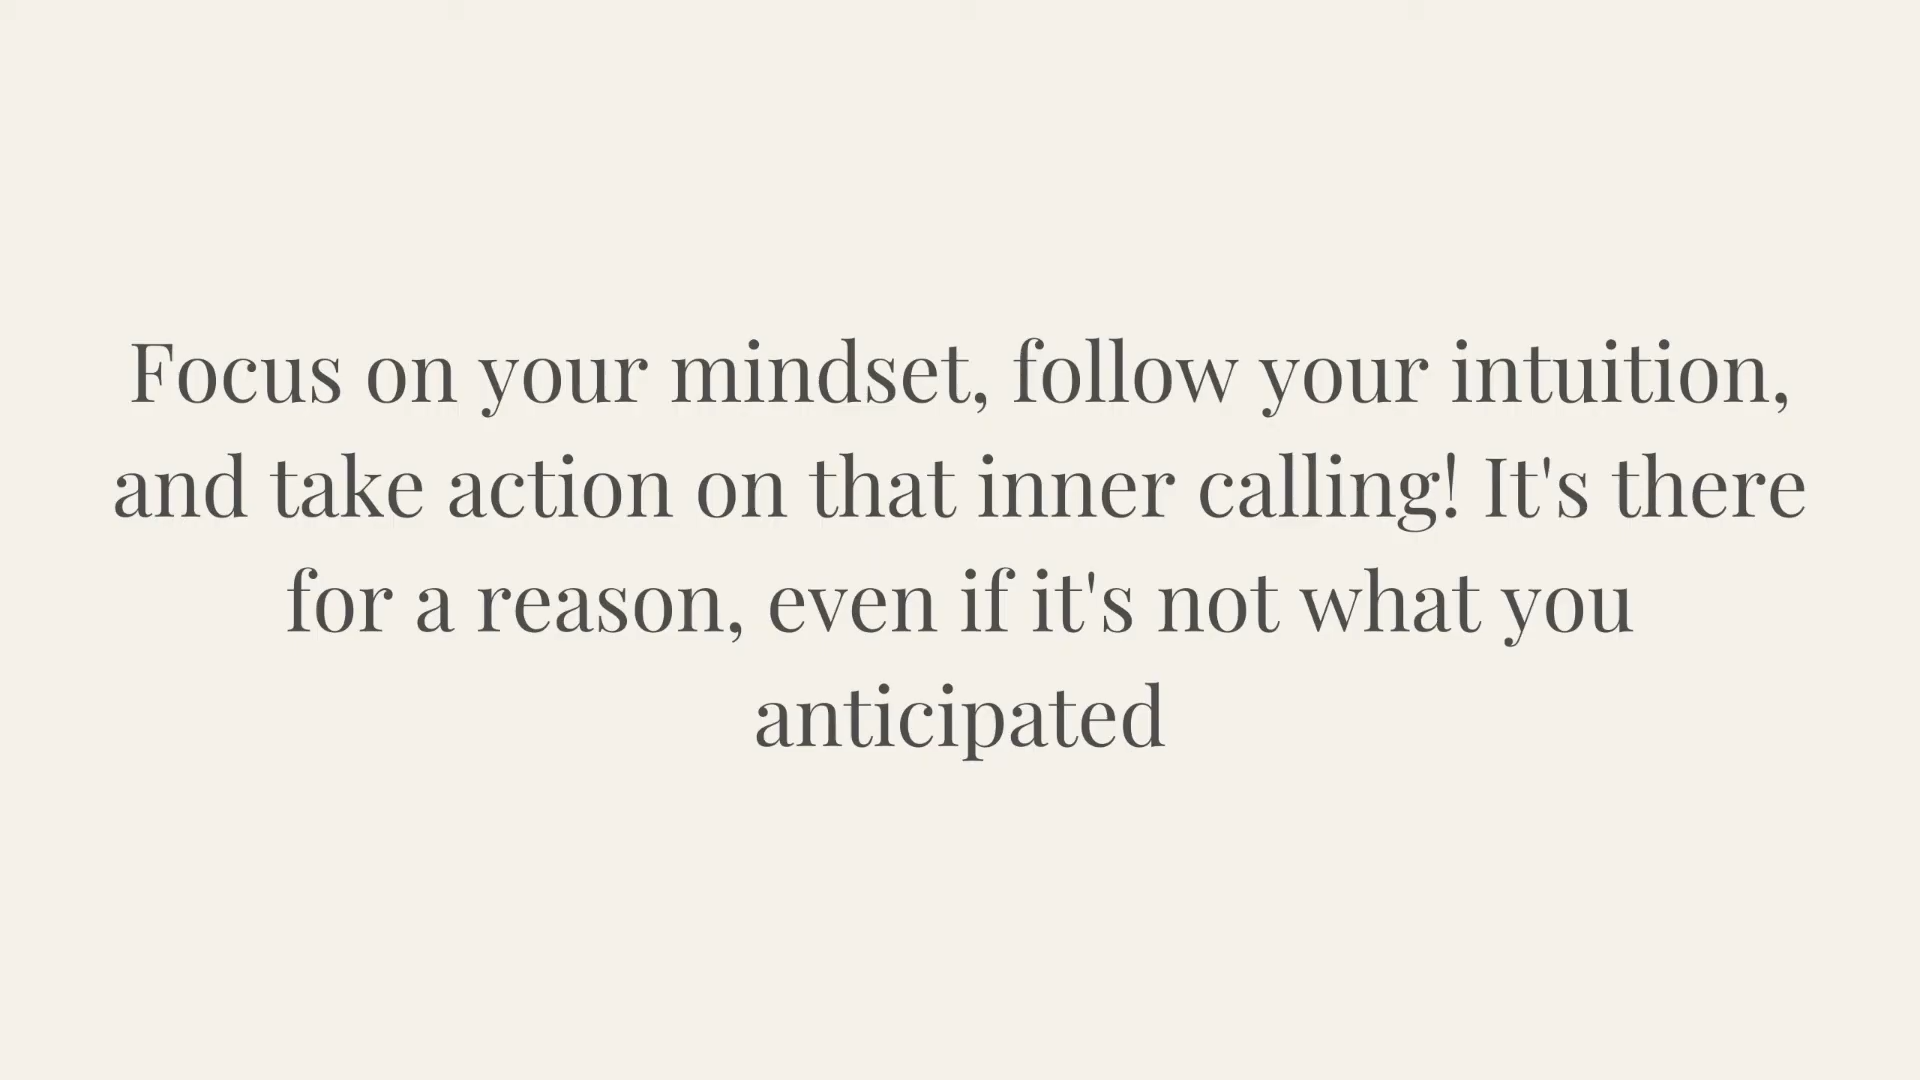 Focus on your mindset, follow your intuition,
and take action on that inner calling! It's there
for a reason, even if it's not what you
anticipated